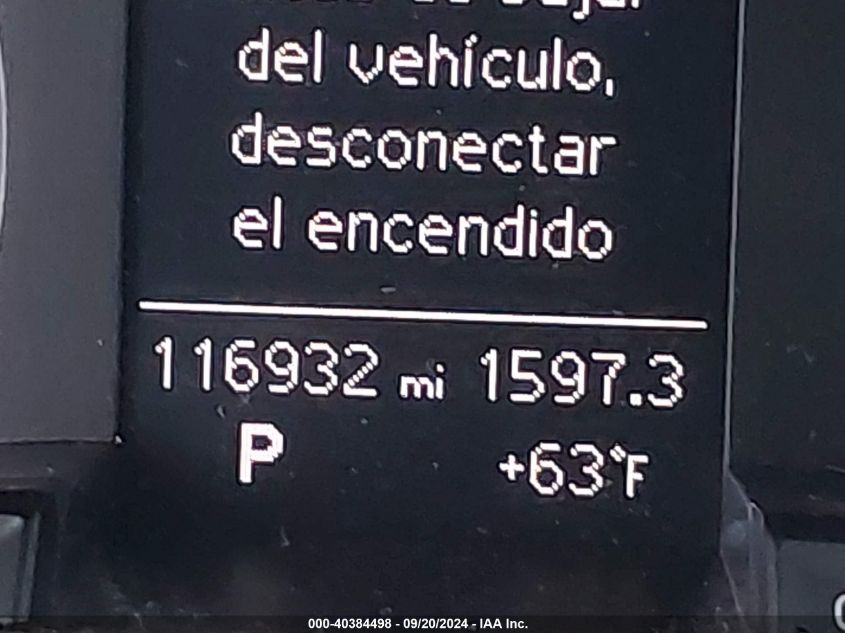 del vehículo,
desconectar
el encendido
116932 mi 1597.3
P +63°F
000-40384498 - 09/20/2024 - IAA Inc.